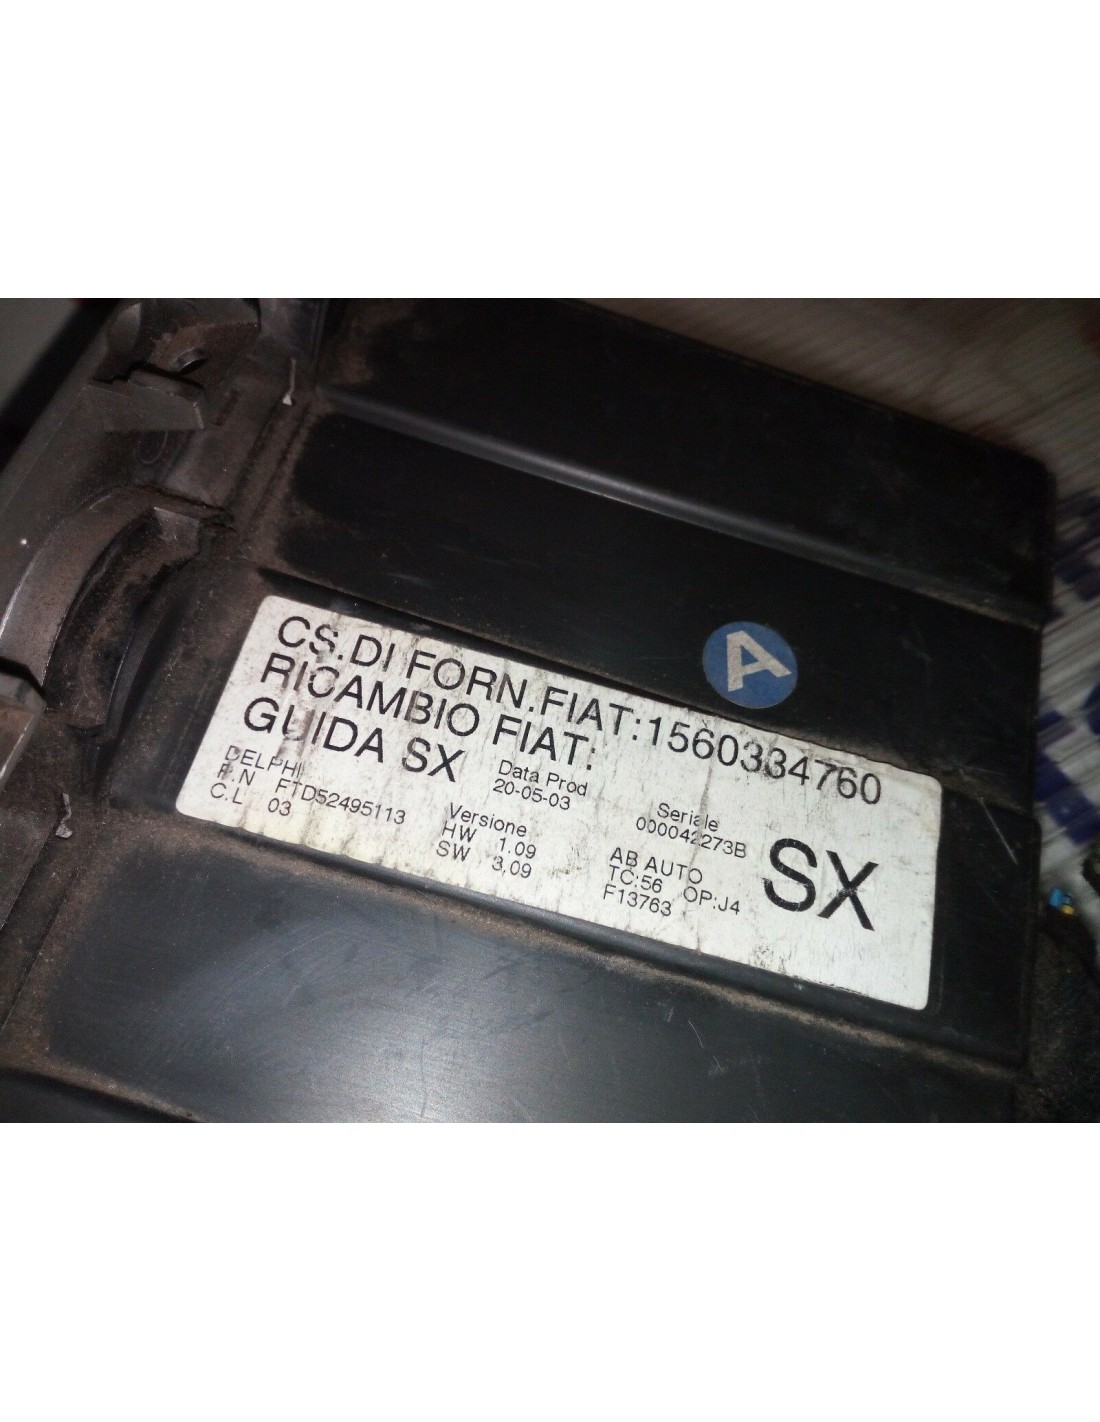 A
CS.DI FORN.FIAT:1560334760
RICAMBIO FIAT:
GUIDA SX
DELPHI
P.N FTD52495113
C.L 03
Data Prod
20-05-03
Versione
HW 1.09
SW 3,09
Seriale
000042273B
AB AUTO
TC:56 OP:J4
F13763
SX